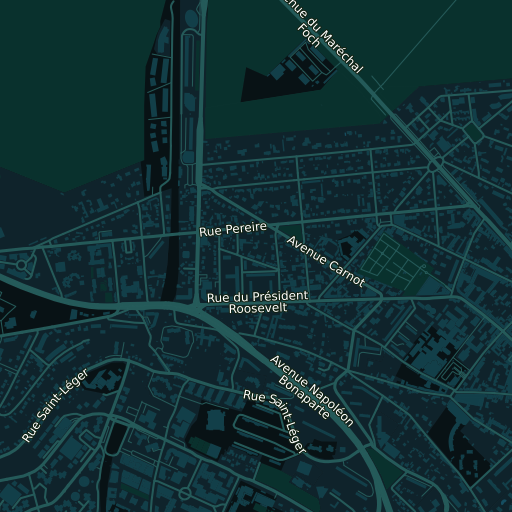 Avenue du Maréchal
Foch
Rue Pereire
Avenue Carnot
Rue du Président
Roosevelt
Avenue Napoléon
Bonaparte
Rue Saint-Léger
Rue Saint-Léger